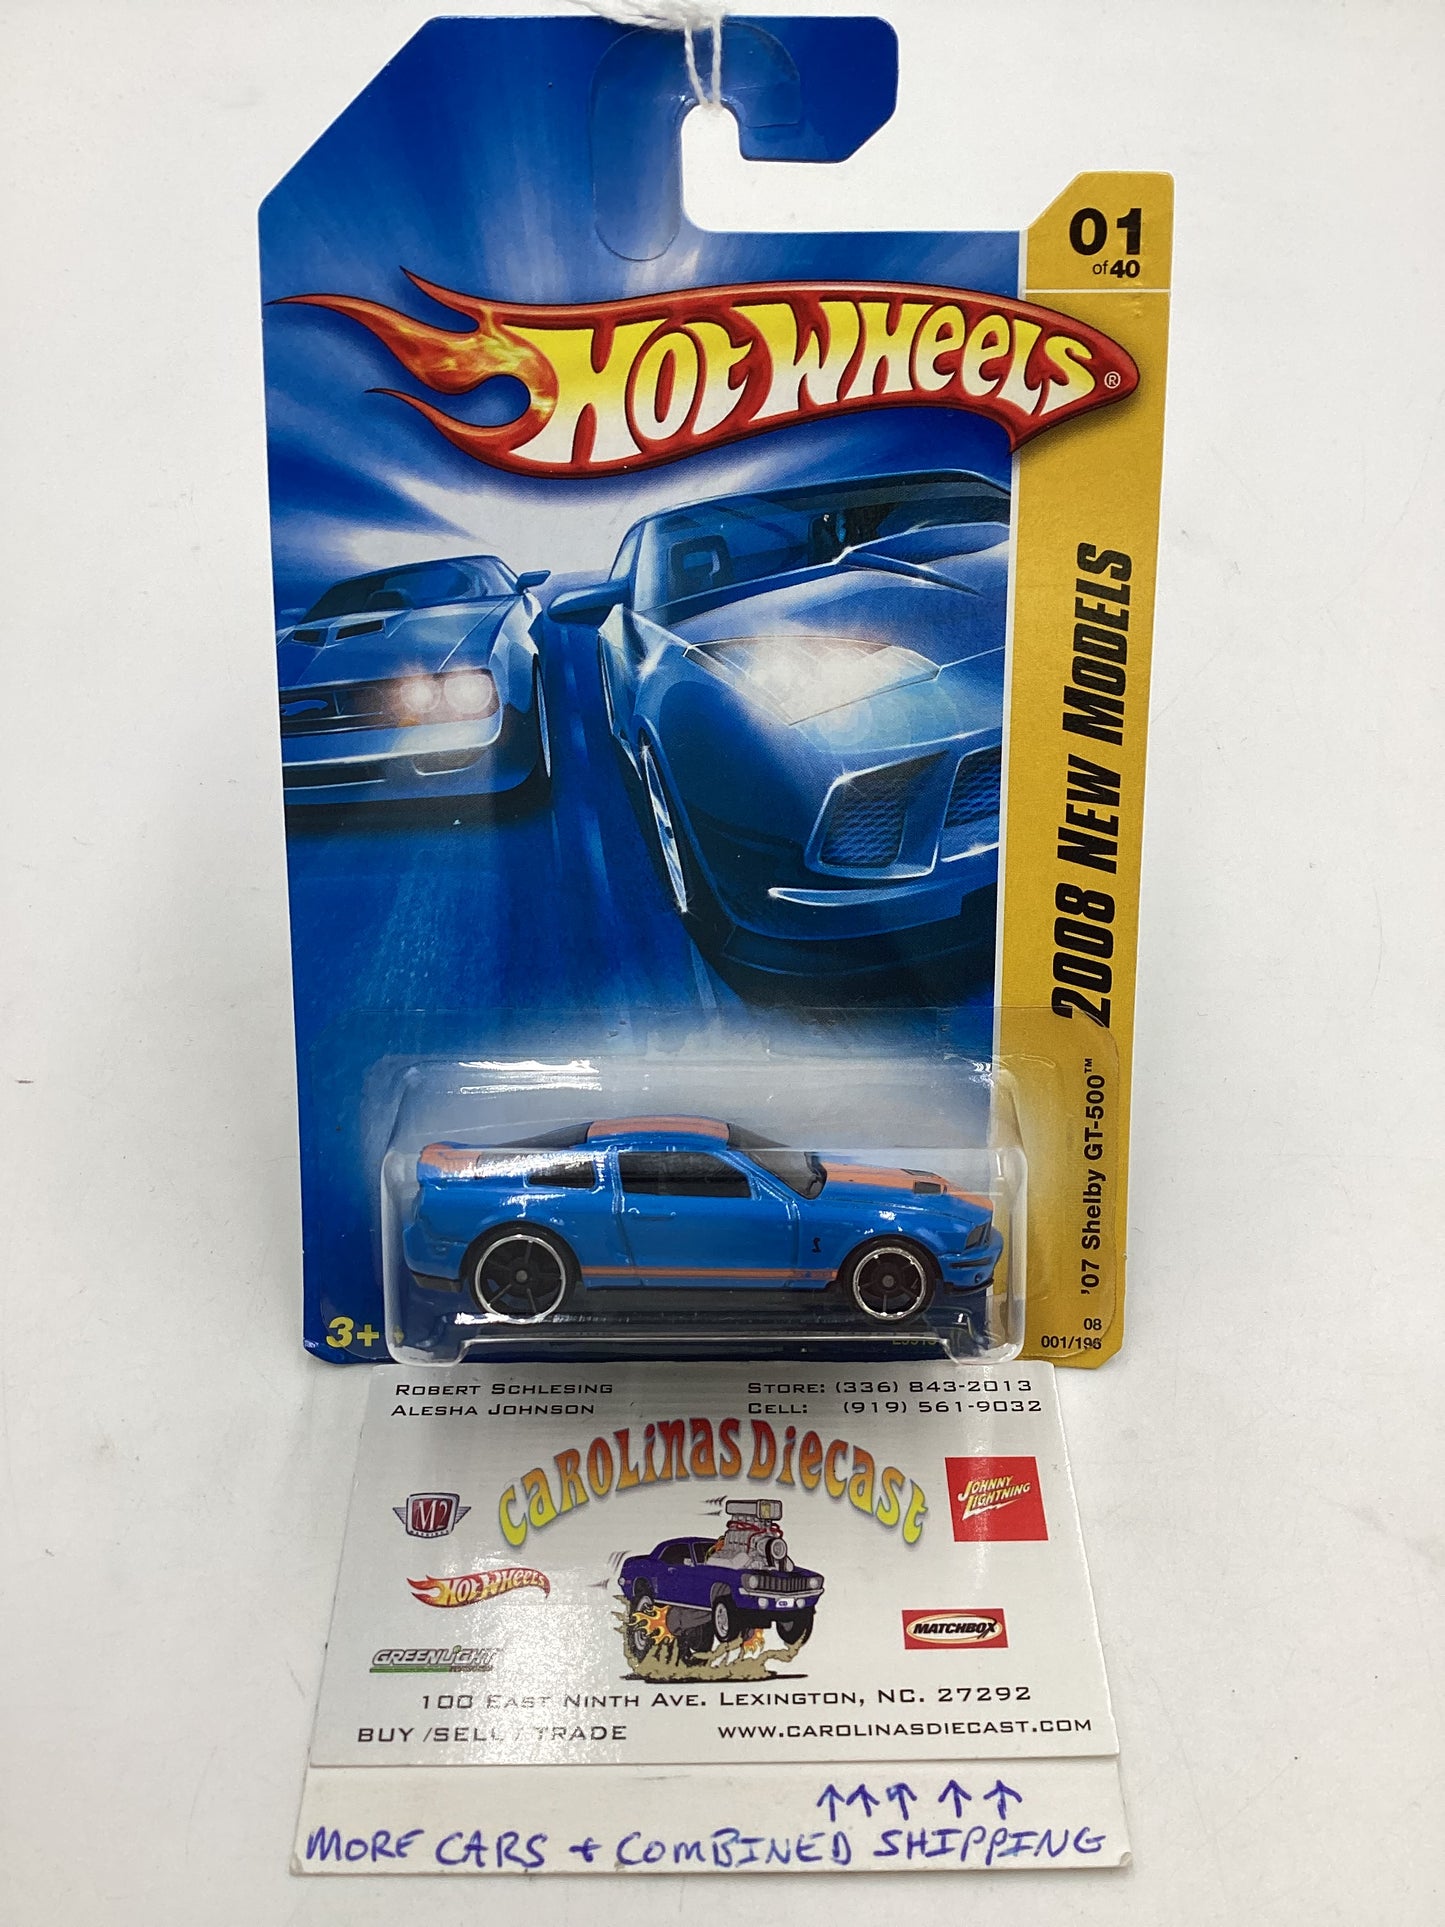 01
of 40
HOT WHEELS ®
2008 NEW MODELS
'07 Shelby GT-500™
08
001/196
3+
ROBERT SCHLESING
ALESHA JOHNSON
STORE: (336) 843-2013
CELL: (919) 561-9032
CAROLINAS DIECAST
M2
JOHNNY LIGHTNING
HOT WHEELS
MATCHBOX
GREENLIGHT
100 EAST NINTH AVE. LEXINGTON, NC. 27292
BUY /SELL / TRADE
WWW.CAROLINASDIECAST.COM
MORE CARS + COMBINED SHIPPING